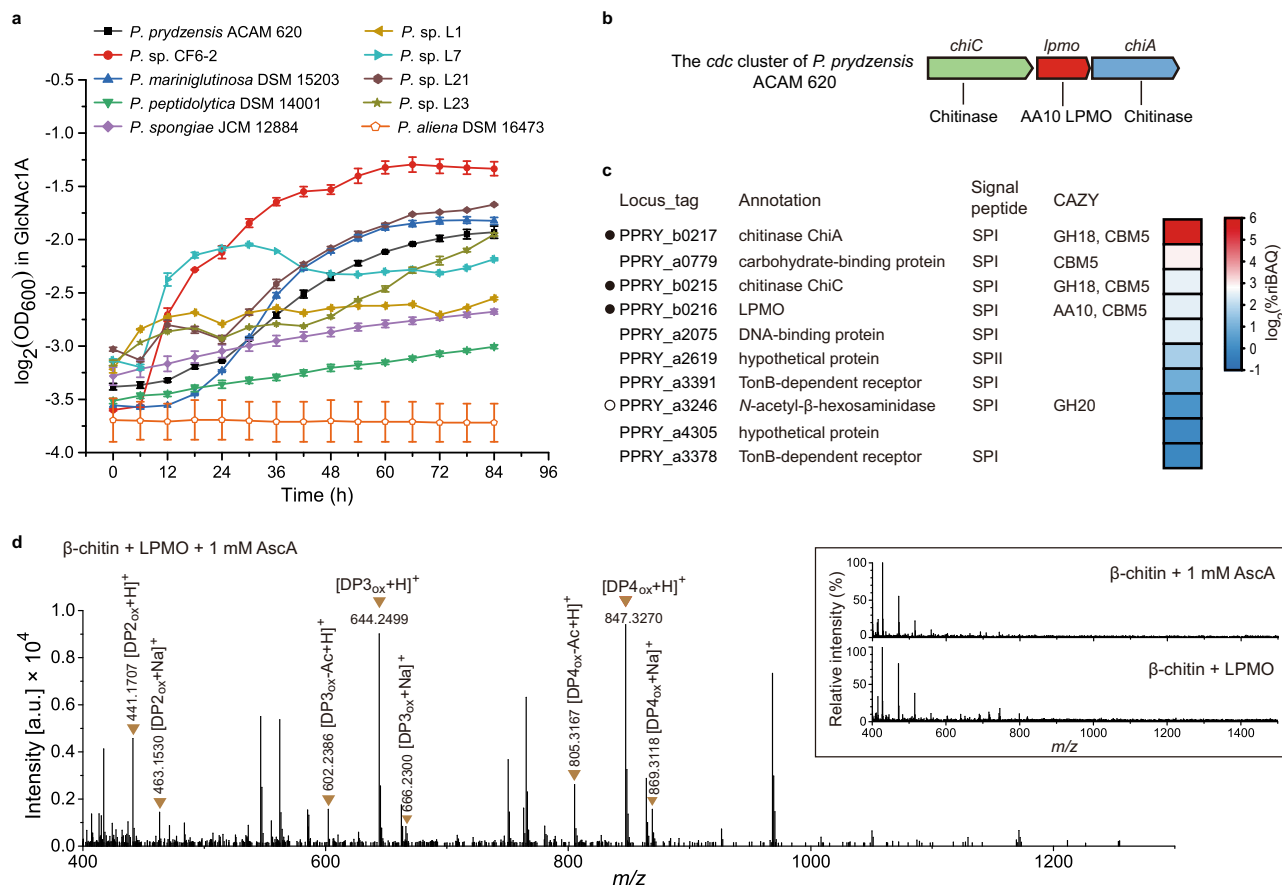 a
P. prydzensis ACAM 620
P. sp. CF6-2
P. mariniglutinosa DSM 15203
P. peptidolytica DSM 14001
P. spongiae JCM 12884
P. sp. L1
P. sp. L7
P. sp. L21
P. sp. L23
P. aliena DSM 16473
log2(OD600) in GlcNAc1A
-0.5
-1.0
-1.5
-2.0
-2.5
-3.0
-3.5
-4.0
0 12 24 36 48 60 72 84 96
Time (h)
b
The cdc cluster of P. prydzensis
ACAM 620
chiC lpmo chiA
Chitinase AA10 LPMO Chitinase
c
Locus_tag Annotation Signal peptide CAZY
PPRY_b0217 chitinase ChiA SPI GH18, CBM5
PPRY_a0779 carbohydrate-binding protein SPI CBM5
PPRY_b0215 chitinase ChiC SPI GH18, CBM5
PPRY_b0216 LPMO SPI AA10, CBM5
PPRY_a2075 DNA-binding protein SPI
PPRY_a2619 hypothetical protein SPII
PPRY_a3391 TonB-dependent receptor SPI
PPRY_a3246 N-acetyl-β-hexosaminidase SPI GH20
PPRY_a4305 hypothetical protein
PPRY_a3378 TonB-dependent receptor SPI
6
5
4
3
2
1
0
-1
log2(%riBAQ)
d
β-chitin + LPMO + 1 mM AscA
Intensity [a.u.] × 10⁴
1.0
0.8
0.6
0.4
0.2
0
441.1707 [DP2ox+H]+
463.1530 [DP2ox+Na]+
602.2386 [DP3ox-Ac+H]+
[DP3ox+H]+
644.2499
666.2300 [DP3ox+Na]+
805.3167 [DP4ox-Ac+H]+
[DP4ox+H]+
847.3270
869.3118 [DP4ox+Na]+
400 600 800 1000 1200
m/z
Relative intensity (%)
100
50
0
β-chitin + 1 mM AscA
100
50
0
β-chitin + LPMO
400 600 800 1000 1200 1400
m/z